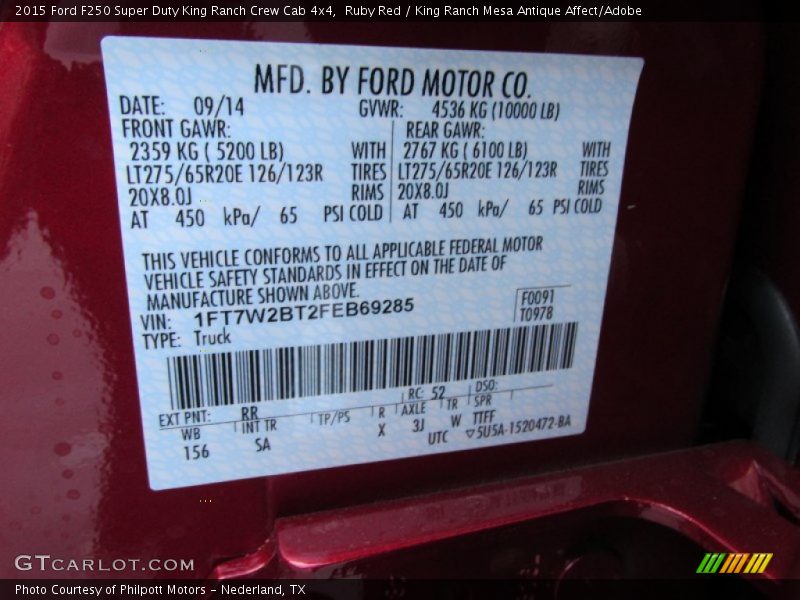 2015 Ford F250 Super Duty King Ranch Crew Cab 4x4, Ruby Red / King Ranch Mesa Antique Affect/Adobe
MFD. BY FORD MOTOR CO.
DATE: 09/14 GVWR: 4536 KG (10000 LB)
FRONT GAWR: REAR GAWR:
2359 KG ( 5200 LB) WITH 2767 KG ( 6100 LB) WITH
LT275/65R20E 126/123R TIRES LT275/65R20E 126/123R TIRES
20X8.0J RIMS 20X8.0J RIMS
AT 450 kPa/ 65 PSI COLD AT 450 kPa/ 65 PSI COLD
THIS VEHICLE CONFORMS TO ALL APPLICABLE FEDERAL MOTOR
VEHICLE SAFETY STANDARDS IN EFFECT ON THE DATE OF
MANUFACTURE SHOWN ABOVE.
VIN: 1FT7W2BT2FEB69285 F0091
TYPE: Truck T0978
EXT PNT: RR RC: 52 DSO:
WB INT TR TP/PS R AXLE TR SPR
156 SA X 3J W TTFF
UTC ▽5U5A-1520472-BA
GTCARLOT.COM
Photo Courtesy of Philpott Motors - Nederland, TX